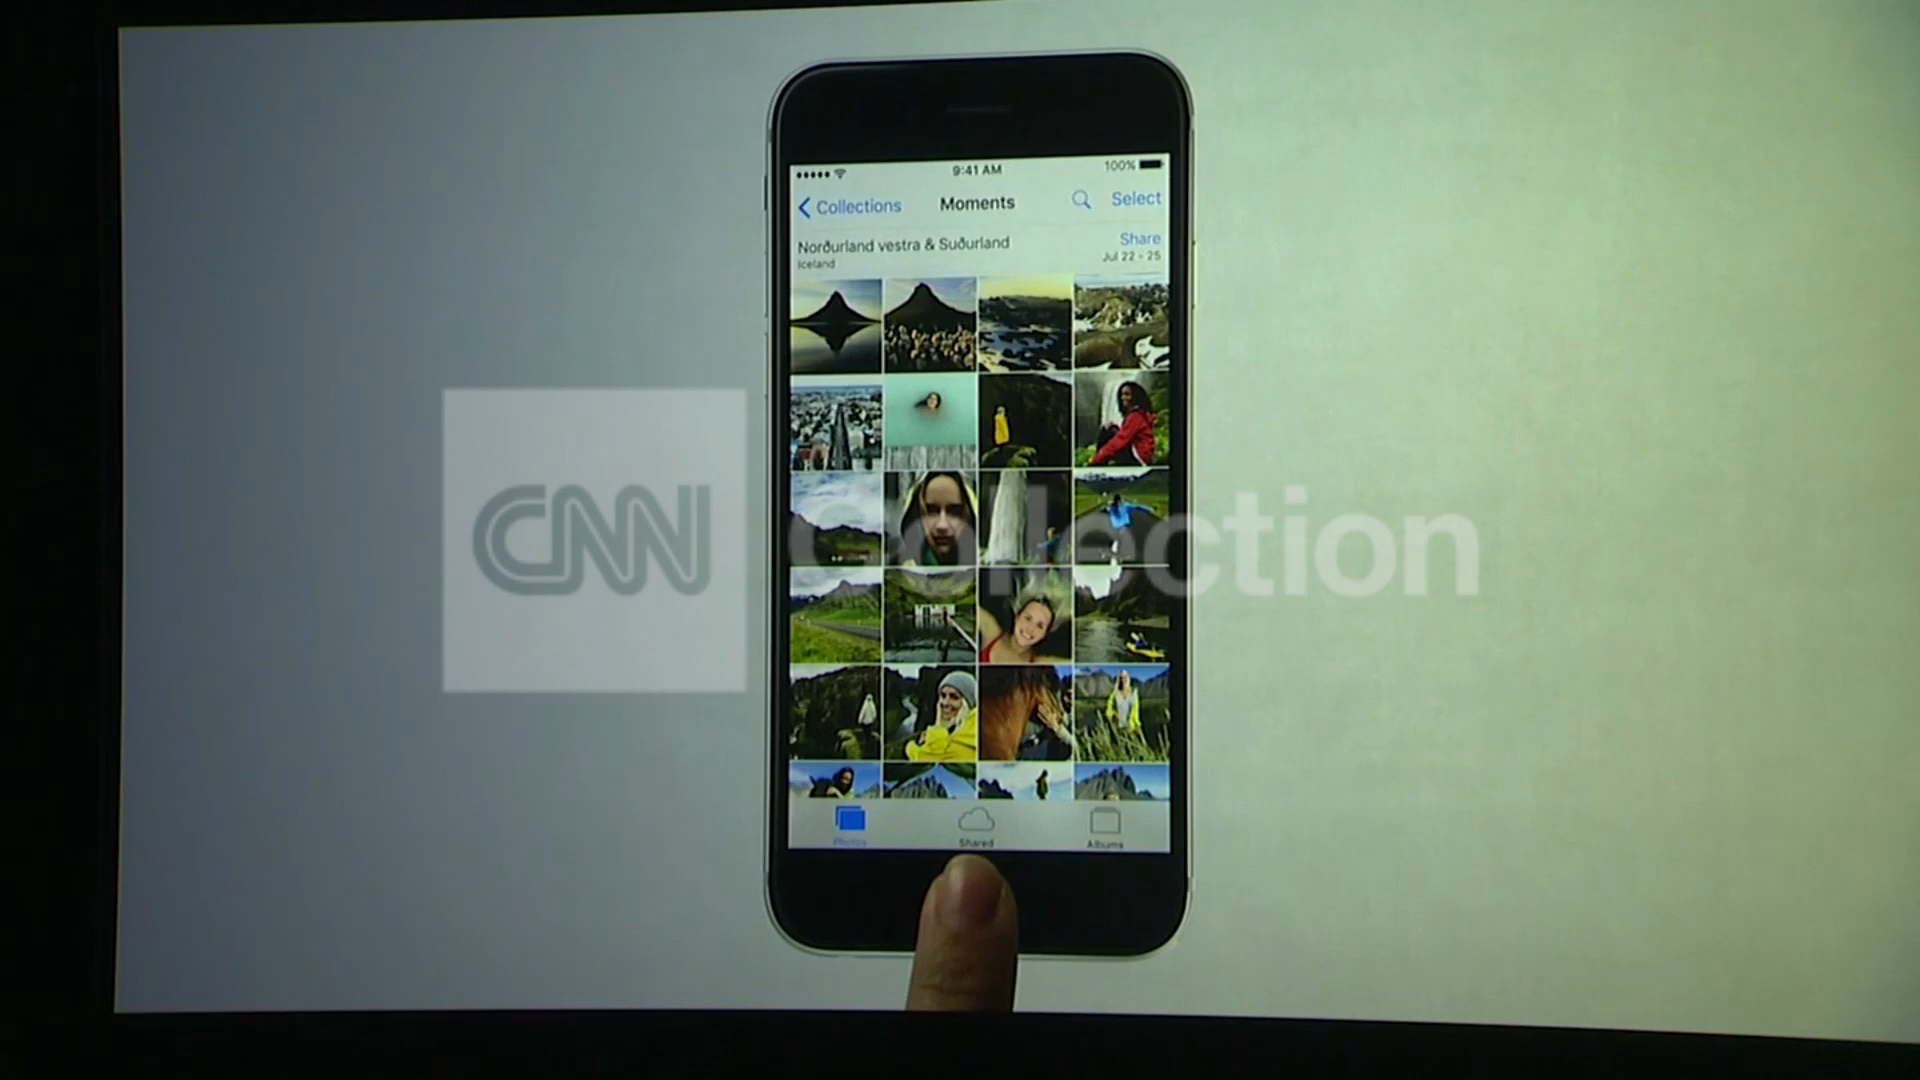 9:41 AM
100%
Collections
Moments
Select
Norðurland vestra & Suðurland
Share
Iceland
Jul 22 - 25
CNN Collection
Photos
Shared
Albums